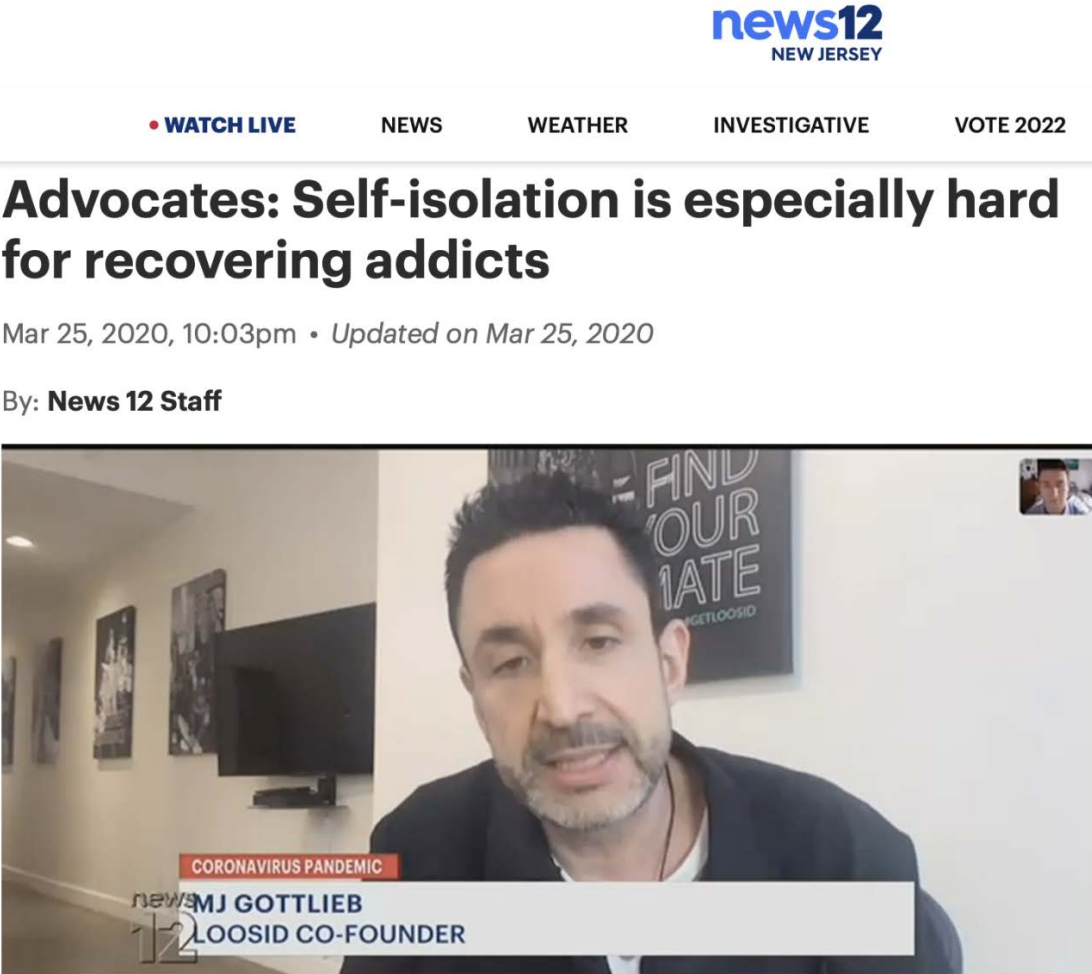 news12
NEW JERSEY
WATCH LIVE NEWS WEATHER INVESTIGATIVE VOTE 2022
Advocates: Self-isolation is especially hard
for recovering addicts
Mar 25, 2020, 10:03pm • Updated on Mar 25, 2020
By: News 12 Staff
FIND
OUR
ATE
#GETLOOSID
CORONAVIRUS PANDEMIC
news
12
MJ GOTTLIEB
LOOSID CO-FOUNDER